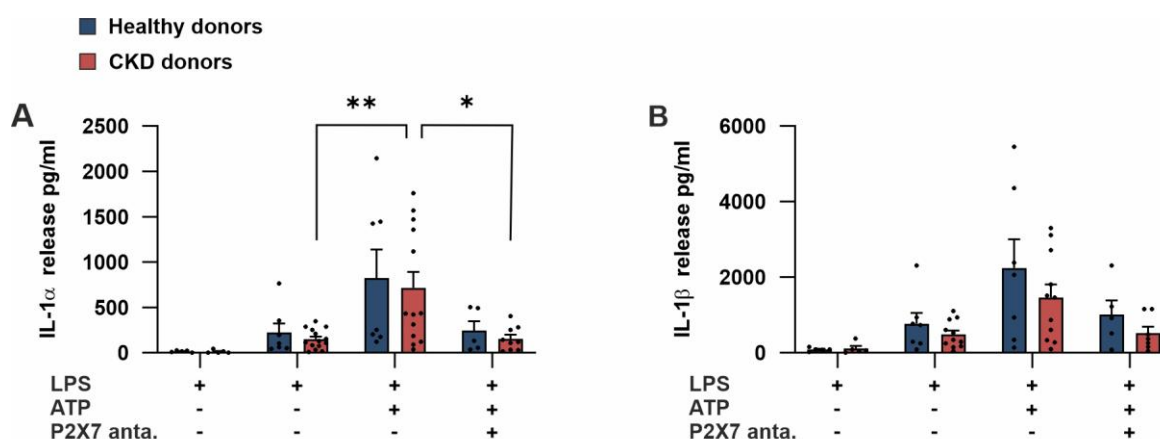 Healthy donors
CKD donors
A
IL-1α release pg/ml
2500
2000
1500
1000
500
0
** *
LPS + + + +
ATP - - + +
P2X7 anta. - - - +
B
IL-1β release pg/ml
6000
4000
2000
0
LPS + + + +
ATP - - + +
P2X7 anta. - - - +